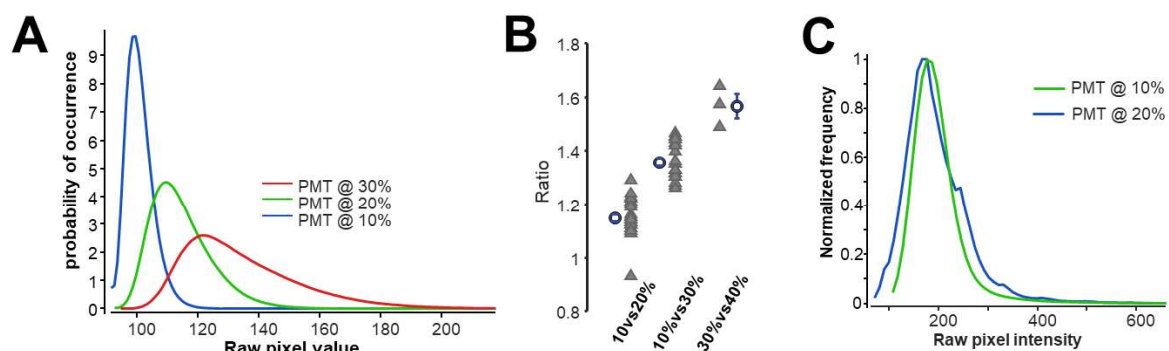 A
probability of occurrence
9
8
7
6
5
4
3
2
1
0
PMT @ 30%
PMT @ 20%
PMT @ 10%
100
120
140
160
180
200
Raw pixel value
B
Ratio
1.8
1.6
1.4
1.2
1
0.8
10vs20%
10%vs30%
30%vs40%
C
Normalized frequency
1
0.8
0.6
0.4
0.2
0
PMT @ 10%
PMT @ 20%
200
400
600
Raw pixel intensity